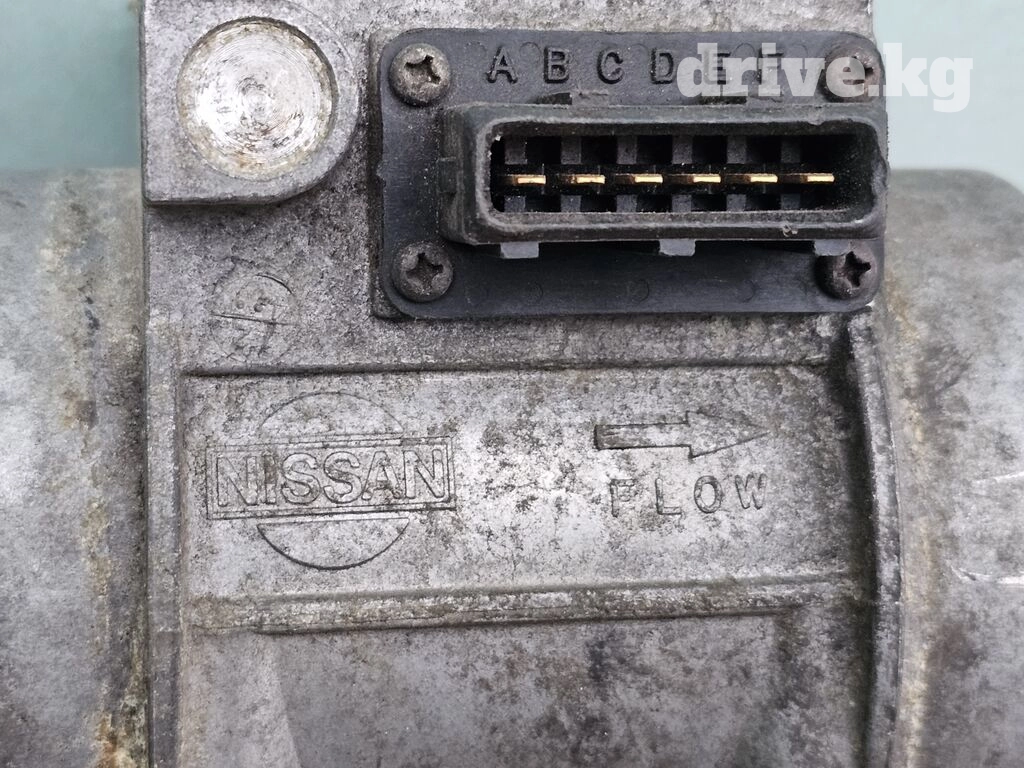 A B C D E F
drive.kg
NISSAN
FLOW